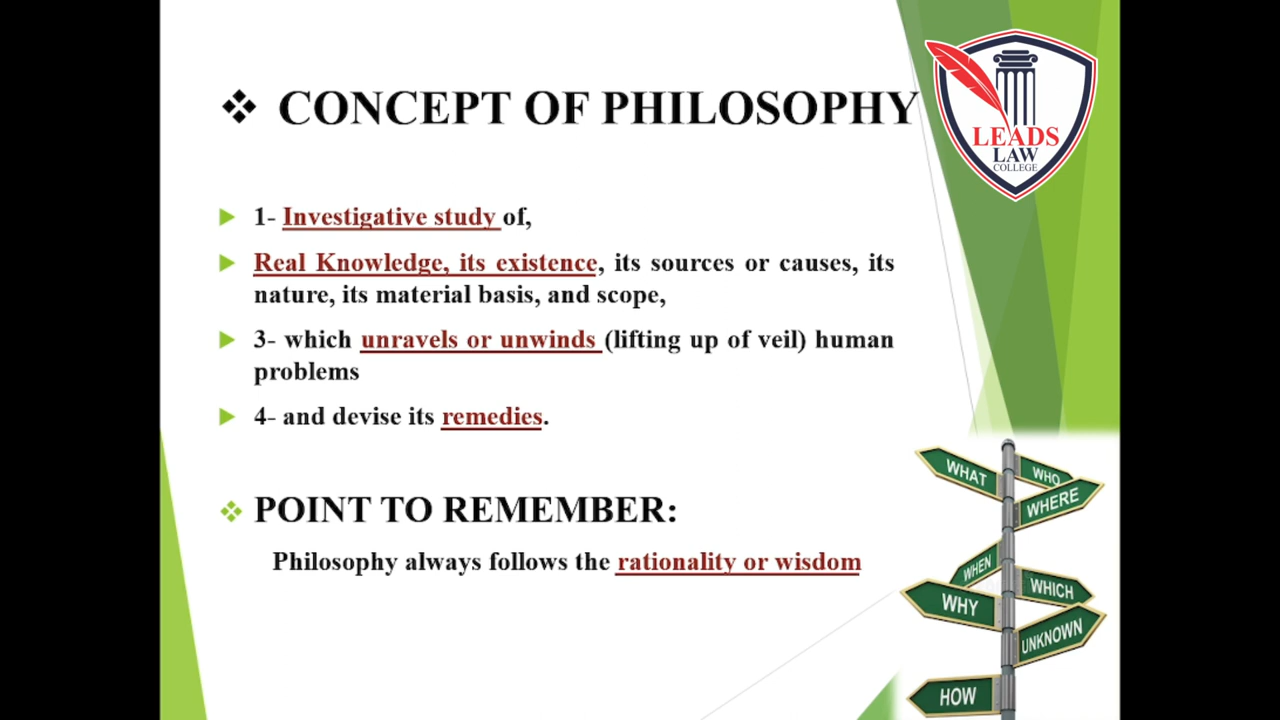 CONCEPT OF PHILOSOPHY
LEADS
LAW
COLLEGE
1- Investigative study of,
Real Knowledge, its existence, its sources or causes, its
nature, its material basis, and scope,
3- which unravels or unwinds (lifting up of veil) human
problems
4- and devise its remedies.
POINT TO REMEMBER:
Philosophy always follows the rationality or wisdom
WHAT
WHO
WHERE
WHEN
WHICH
WHY
UNKNOWN
HOW